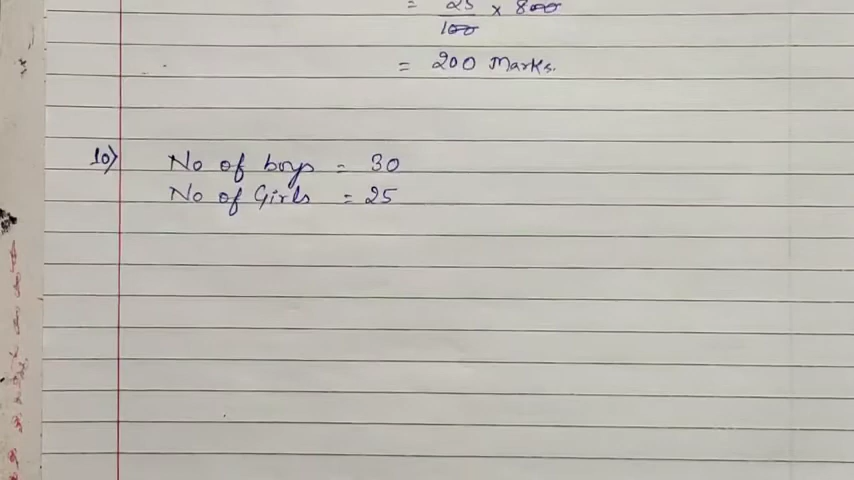 = 25 x 800
100
= 200 Marks.
10) No of boys = 30
No of Girls = 25